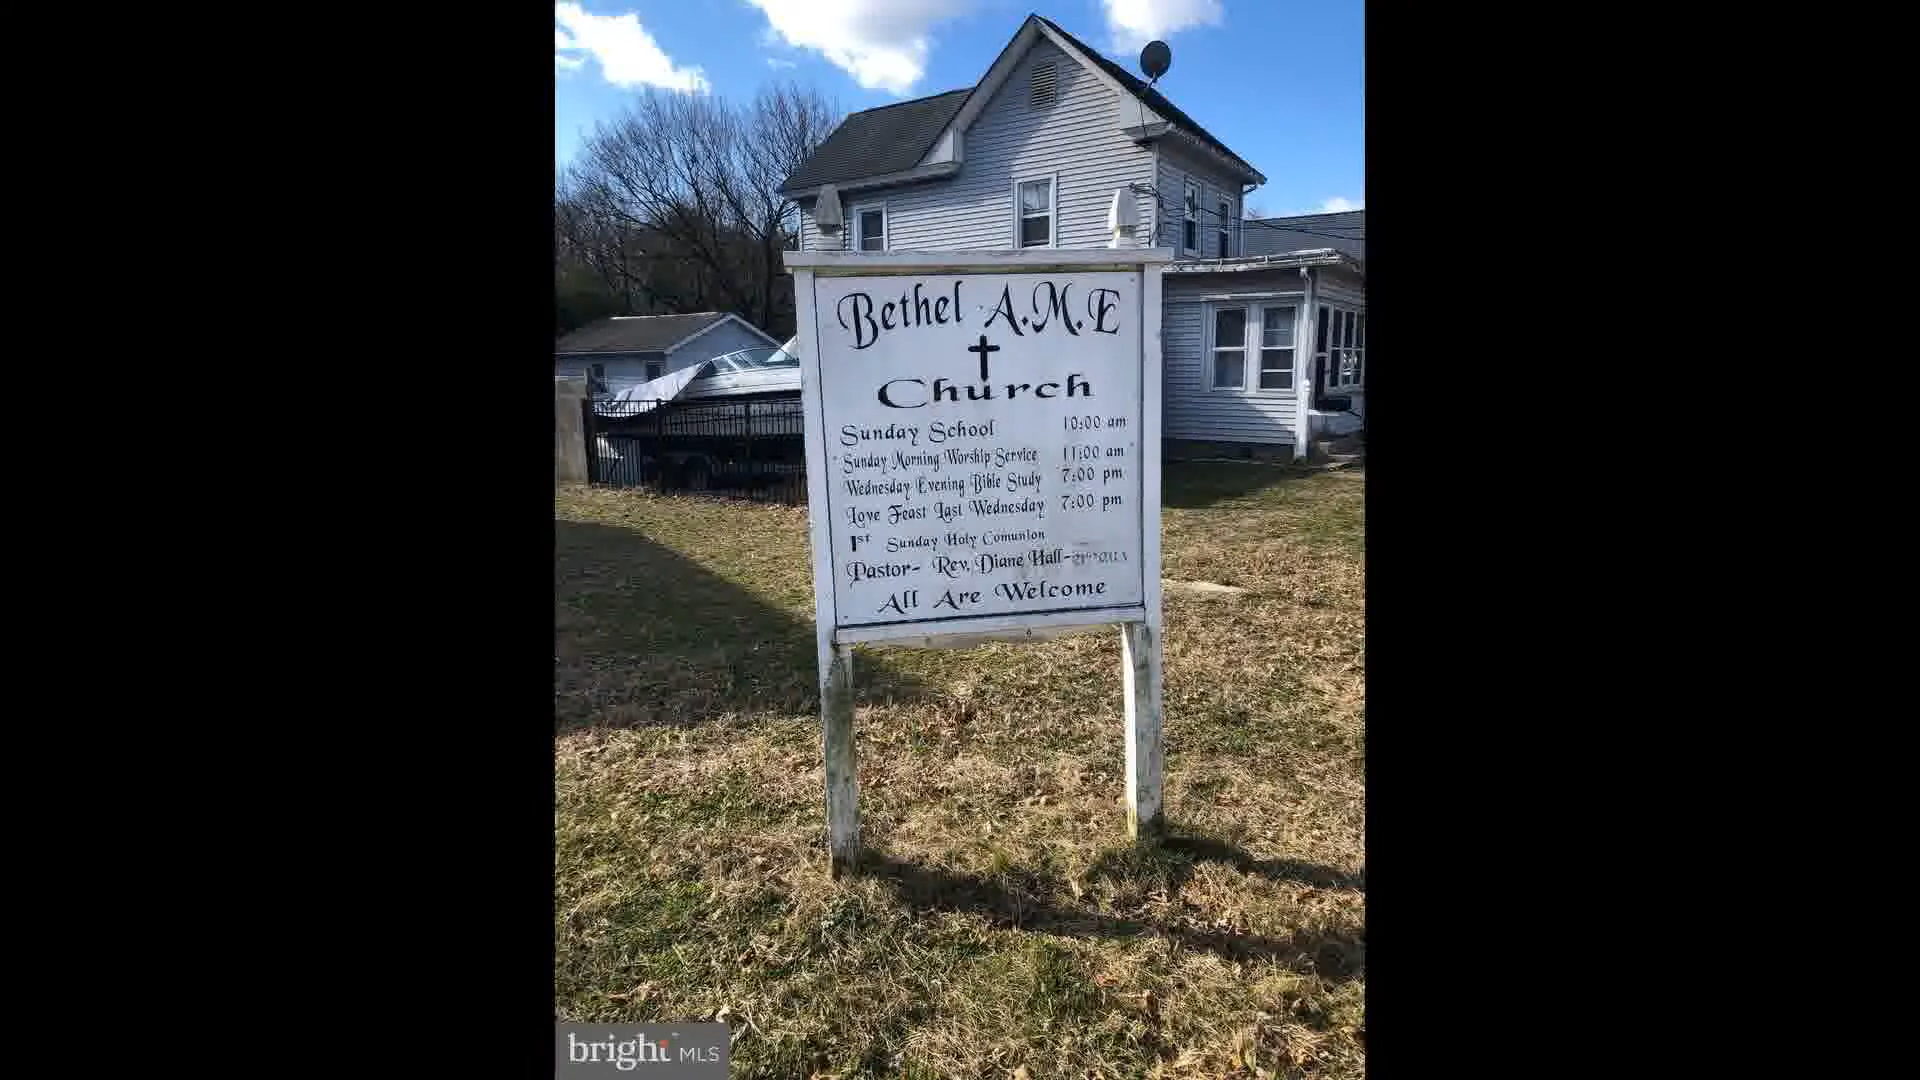 Bethel A.M.E
Church
Sunday School 10:00 am
Sunday Morning Worship Service 11:00 am
Wednesday Evening Bible Study 7:00 pm
Love Feast Last Wednesday 7:00 pm
1st Sunday Holy Comunion
Pastor- Rev. Diane Hall-
All Are Welcome
bright MLS